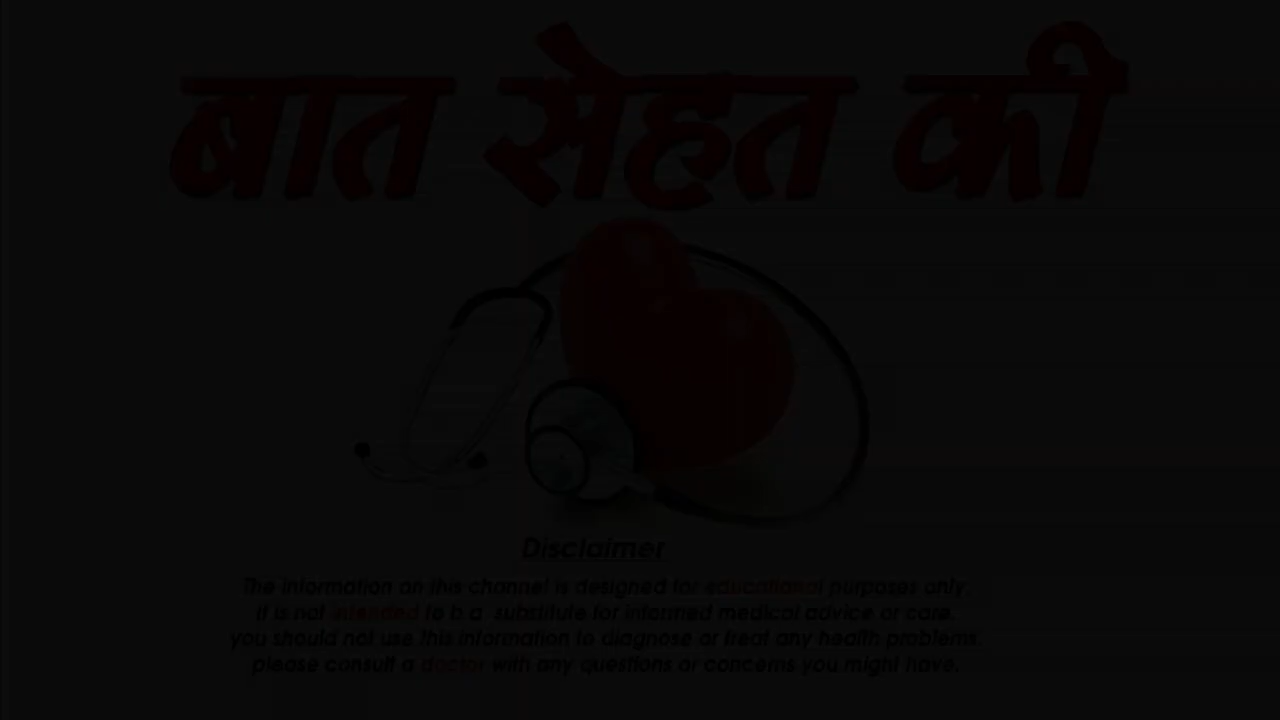 बात सेहत की
Disclaimer
The information on this channel is designed for educational purposes only.
it is not intended to b a substitute for informed medical advice or care.
you should not use this information to diagnose or treat any health problems.
please consult a doctor with any questions or concerns you might have.